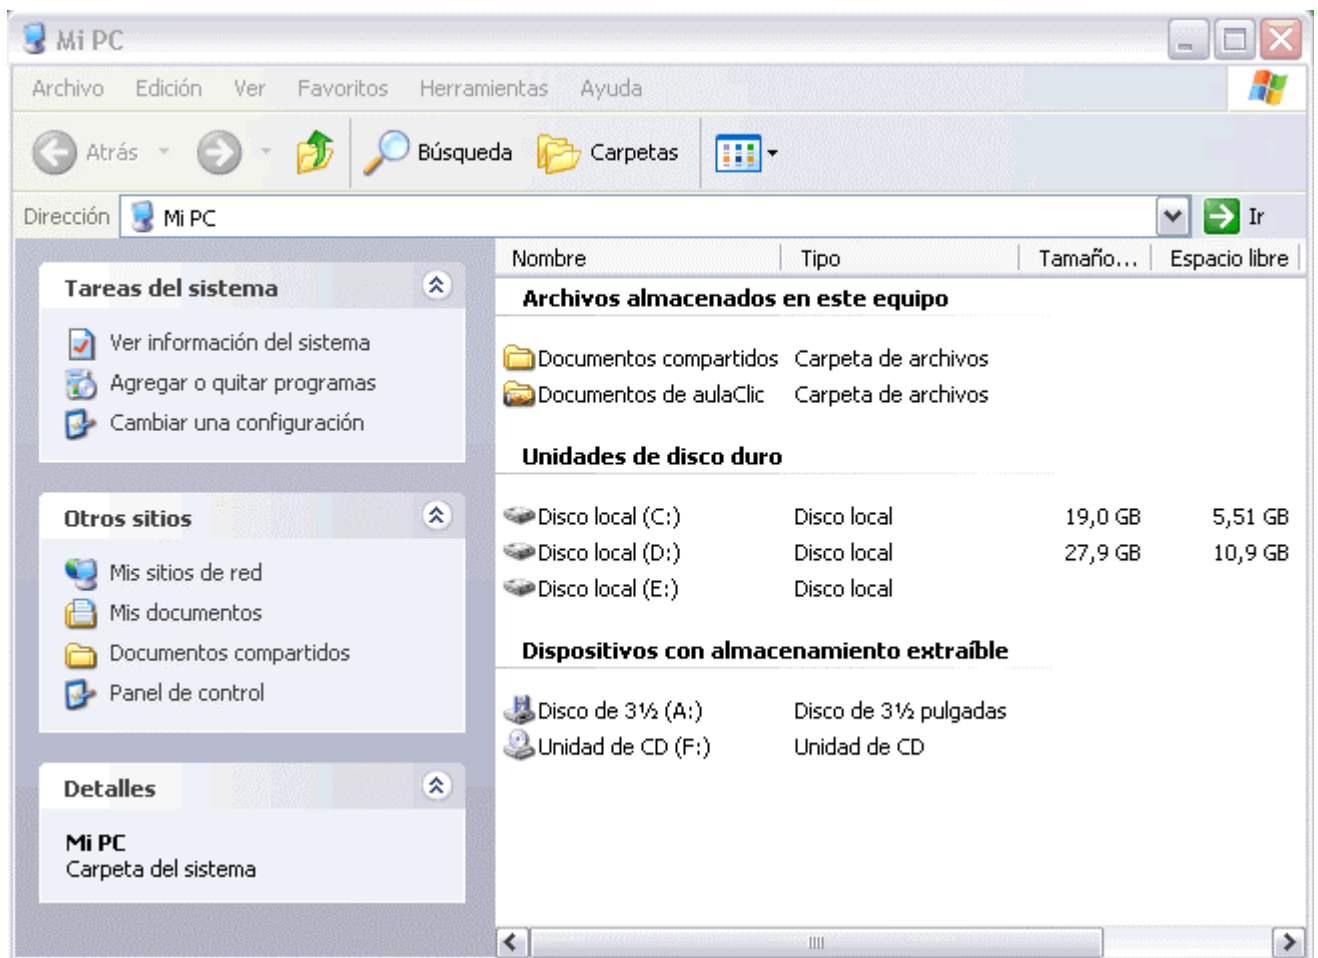 Mi PC
Archivo Edición Ver Favoritos Herramientas Ayuda
Atrás Búsqueda Carpetas
Dirección Mi PC Ir
Tareas del sistema
Ver información del sistema
Agregar o quitar programas
Cambiar una configuración
Otros sitios
Mis sitios de red
Mis documentos
Documentos compartidos
Panel de control
Detalles
Mi PC
Carpeta del sistema
Nombre Tipo Tamaño... Espacio libre
Archivos almacenados en este equipo
Documentos compartidos Carpeta de archivos
Documentos de aulaClic Carpeta de archivos
Unidades de disco duro
Disco local (C:) Disco local 19,0 GB 5,51 GB
Disco local (D:) Disco local 27,9 GB 10,9 GB
Disco local (E:) Disco local
Dispositivos con almacenamiento extraíble
Disco de 3½ (A:) Disco de 3½ pulgadas
Unidad de CD (F:) Unidad de CD